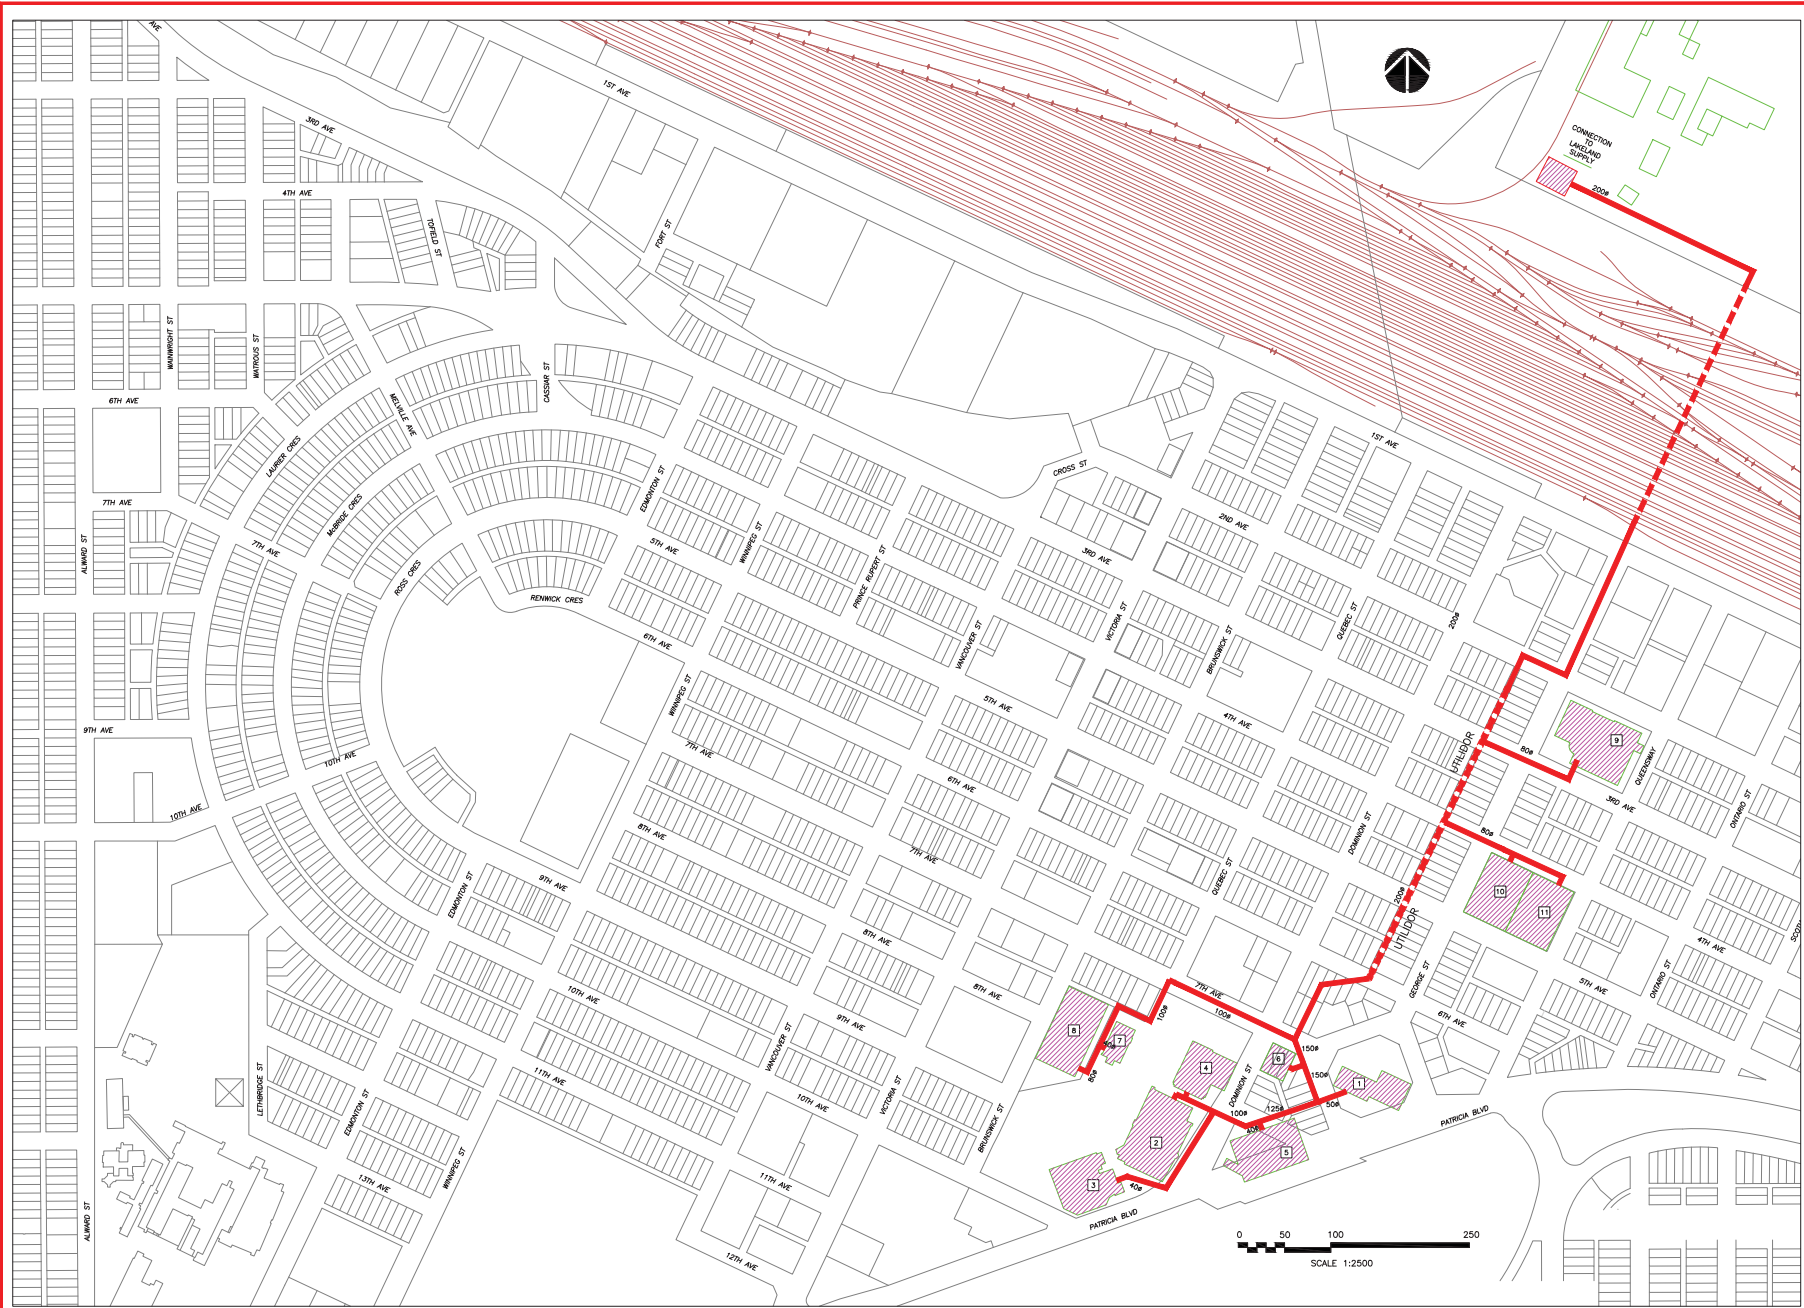 AVE
1ST AVE
3RD AVE
CONNECTION
TO
LAKELAND
SUPPLY
200ø
4TH AVE
TOFIELD ST
FORT ST
WAINWRIGHT ST
WATROUS ST
CASSIAR ST
6TH AVE
MELVILLE AVE
LAURIER CRES
1ST AVE
CROSS ST
EDMONTON ST
7TH AVE
McBRIDE CRES
2ND AVE
ALWARD ST
7TH AVE
5TH AVE
WINNIPEG ST
3RD AVE
PRINCE RUPERT ST
ROSS CRES
RENWICK CRES
VICTORIA ST
QUEBEC ST
200ø
6TH AVE
VANCOUVER ST
BRUNSWICK ST
WINNIPEG ST
5TH AVE
4TH AVE
9TH AVE
UTILIDOR
9
80ø
QUEENSWAY
7TH AVE
10TH AVE
6TH AVE
3RD AVE
ONTARIO ST
10TH AVE
8TH AVE
DOMINION ST
80ø
7TH AVE
9TH AVE
QUEBEC ST
EDMONTON ST
200ø
10
11
UTILIDOR
8TH AVE
4TH AVE
GEORGE ST
ONTARIO ST
5TH AVE
8TH AVE
7TH AVE
10TH AVE
100ø
100ø
6TH AVE
9TH AVE
8
7
VANCOUVER ST
150ø
6
4
150ø
1
11TH AVE
80ø
DOMINION ST
LETHBRIDGE ST
EDMONTON ST
10TH AVE
VICTORIA ST
BRUNSWICK ST
100ø
125ø
50ø
PATRICIA BLVD
40ø
2
5
WINNIPEG ST
13TH AVE
11TH AVE
3
40ø
PATRICIA BLVD
ALWARD ST
12TH AVE
0 50 100 250
SCALE 1:2500